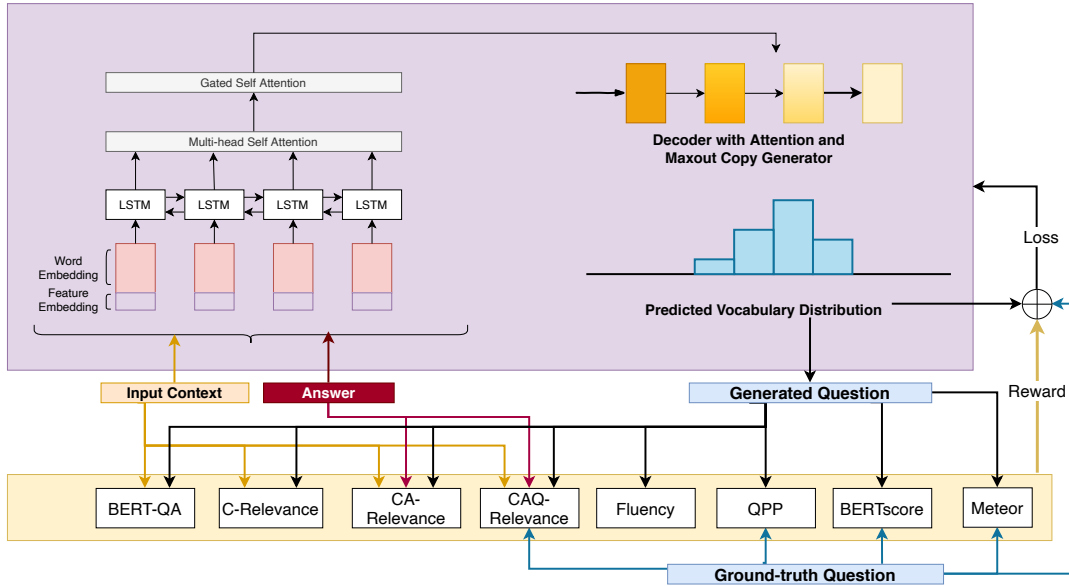 Gated Self Attention
Multi-head Self Attention
LSTM LSTM LSTM LSTM
Word
Embedding
Feature
Embedding
Decoder with Attention and
Maxout Copy Generator
Predicted Vocabulary Distribution
Loss
Reward
Input Context
Answer
Generated Question
BERT-QA
C-Relevance
CA-
Relevance
CAQ-
Relevance
Fluency
QPP
BERTscore
Meteor
Ground-truth Question